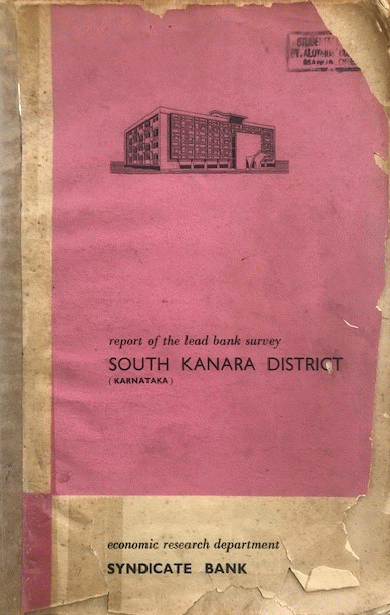 report of the lead bank survey
SOUTH KANARA DISTRICT
( KARNATAKA )
economic research department
SYNDICATE BANK